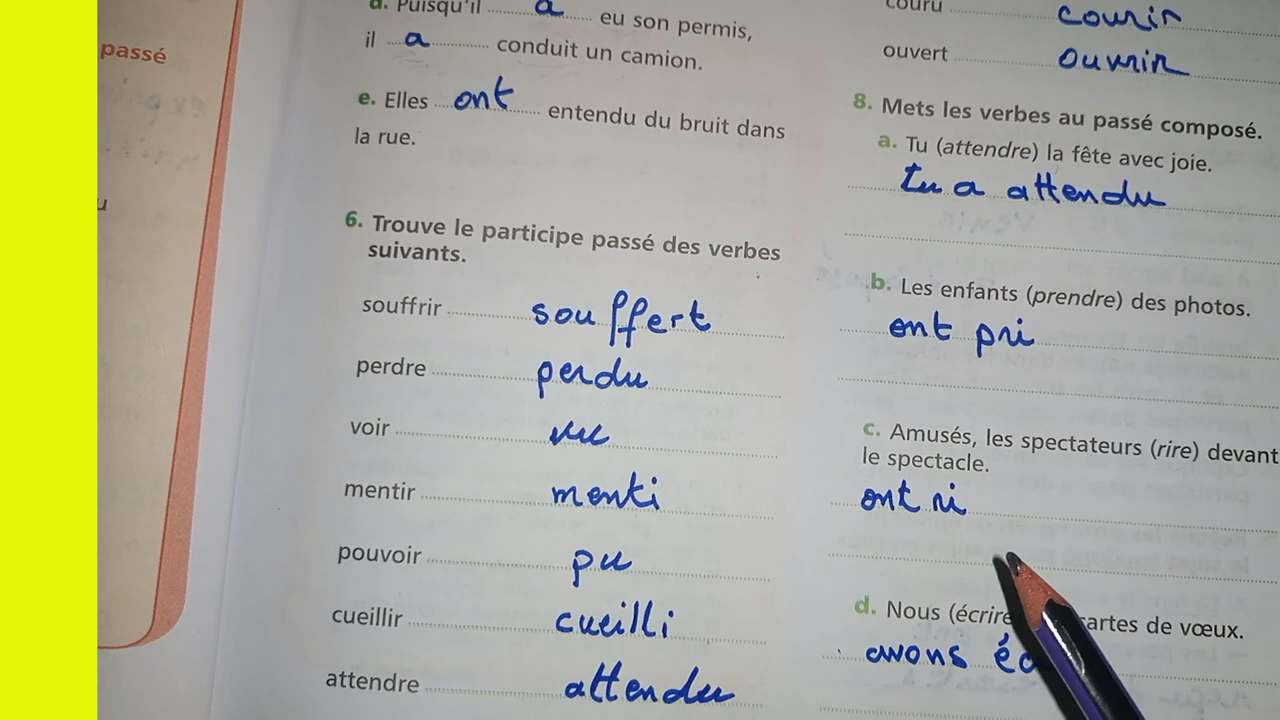 passé
u
d. Puisqu'il a eu son permis,
il a conduit un camion.
e. Elles ont entendu du bruit dans
la rue.
6. Trouve le participe passé des verbes
suivants.
souffrir souffert
perdre perdu
voir vu
mentir menti
pouvoir pu
cueillir cueilli
attendre attendu
couru courir
ouvert ouvrir
8. Mets les verbes au passé composé.
a. Tu (attendre) la fête avec joie.
tu a attendu
b. Les enfants (prendre) des photos.
ont pri
c. Amusés, les spectateurs (rire) devant
le spectacle.
ont ri
d. Nous (écrire artes de vœux.
avons éc